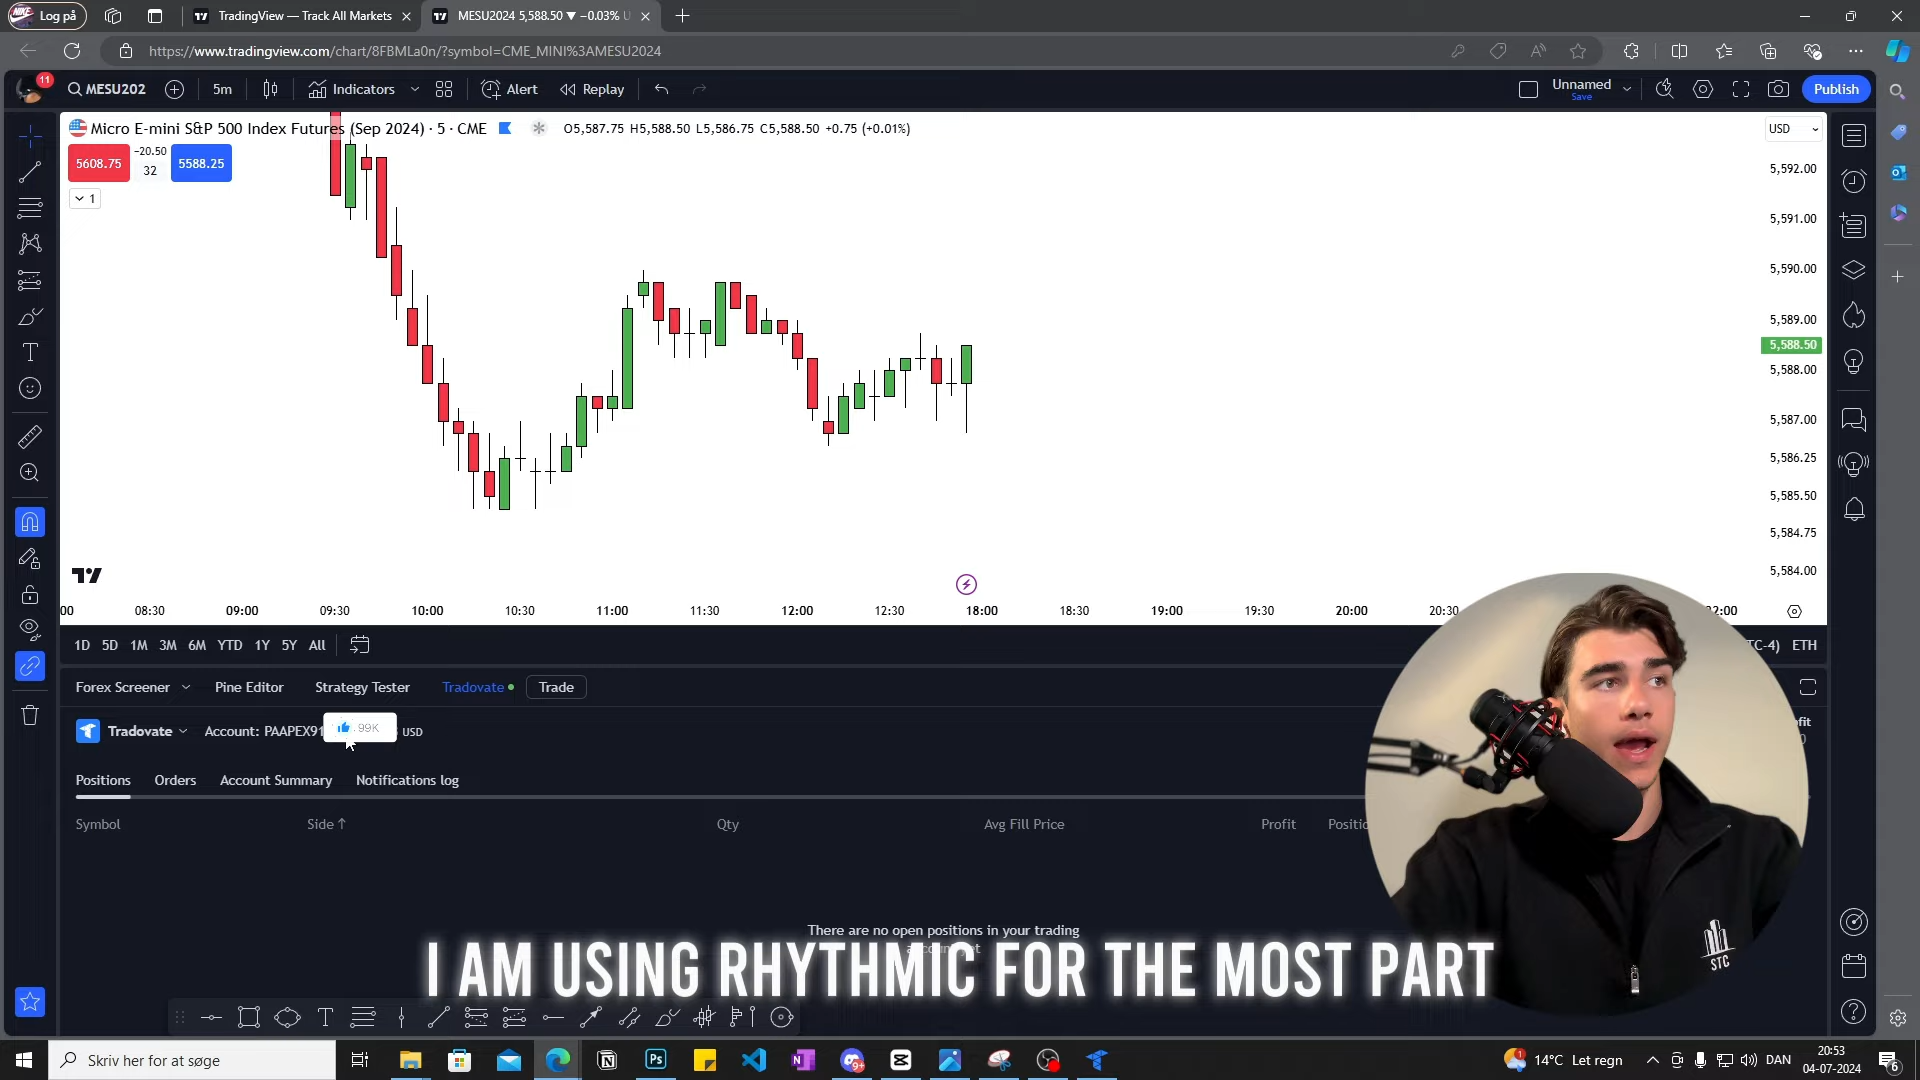 Log på
TradingView — Track All Markets
MESU2024 5,588.50 ▼ −0.03% U
https://www.tradingview.com/chart/8FBMLa0n/?symbol=CME_MINI%3AMESU2024
11
MESU202
5m
Indicators
Alert
Replay
Unnamed
Save
Publish
Micro E-mini S&P 500 Index Futures (Sep 2024) · 5 · CME
O5,587.75 H5,588.50 L5,586.75 C5,588.50 +0.75 (+0.01%)
USD
5608.75
−20.50
32
5588.25
1
5,592.00
5,591.00
5,590.00
5,589.00
5,588.50
5,588.00
5,587.00
5,586.25
5,585.50
5,584.75
5,584.00
:00 08:30 09:00 09:30 10:00 10:30 11:00 11:30 12:00 12:30 18:00 18:30 19:00 19:30 20:00 20:30
1D 5D 1M 3M 6M YTD 1Y 5Y All
TC-4) ETH
Forex Screener
Pine Editor
Strategy Tester
Tradovate
Trade
Tradovate
Account: PAAPEX91
99K
USD
Positions
Orders
Account Summary
Notifications log
Symbol
Side ↑
Qty
Avg Fill Price
Profit
There are no open positions in your trading
I AM USING RHYTHMIC FOR THE MOST PART
STC
Skriv her for at søge
9+
14°C Let regn
DAN
20:53
04-07-2024
6